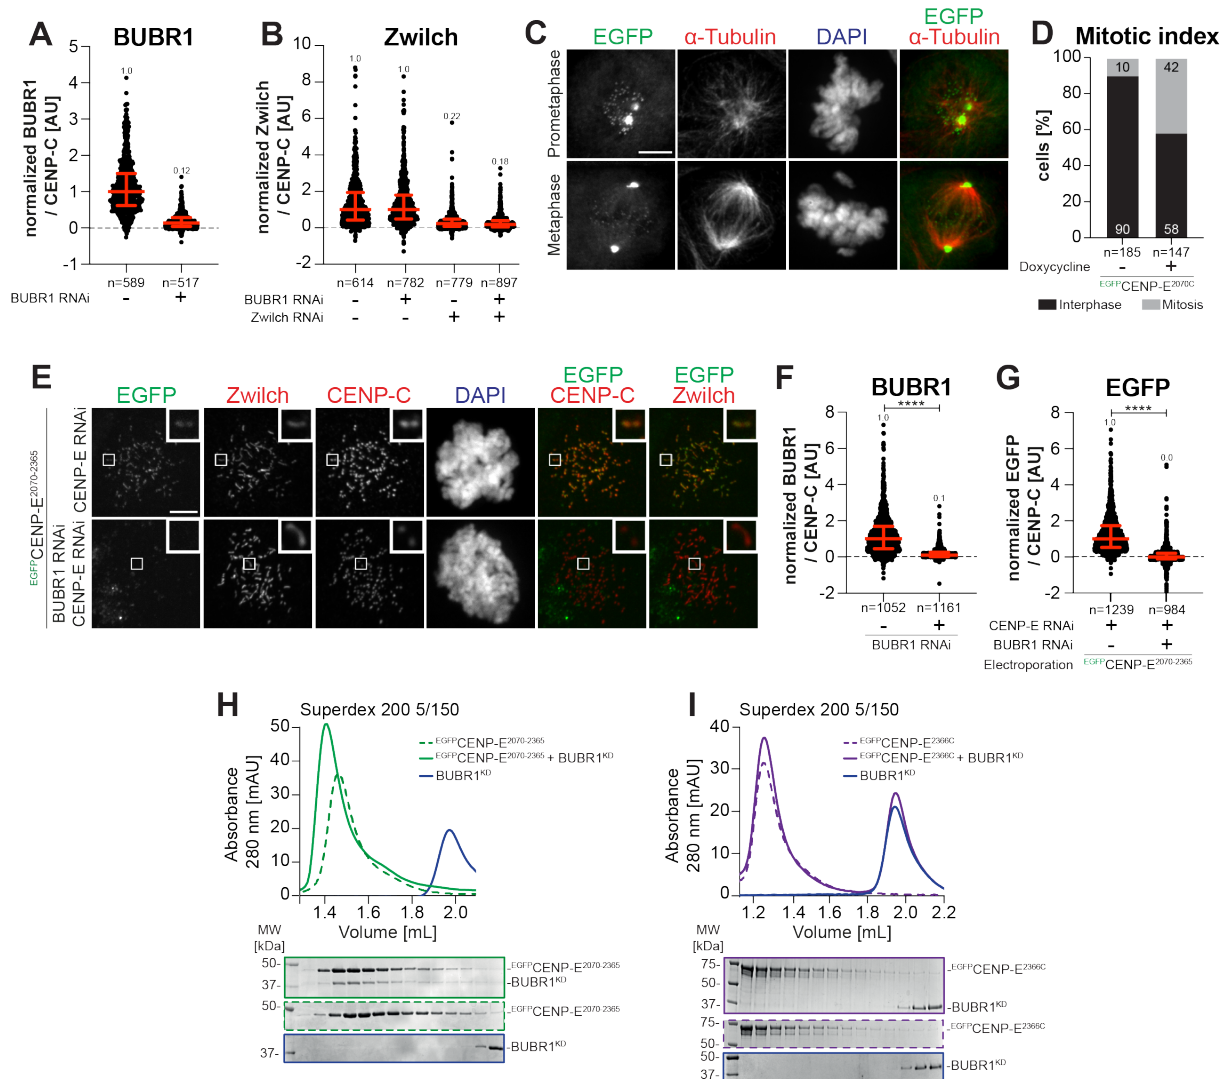 A
BUBR1
normalized BUBR1
/ CENP-C [AU]
5
4
3
2
1
0
-1
1.0
0.12
n=589
n=517
BUBR1 RNAi
-
+
B
Zwilch
normalized Zwilch
/ CENP-C [AU]
10
8
6
4
2
0
-2
1.0
1.0
0.22
0.18
n=614
n=782
n=779
n=897
BUBR1 RNAi
-
+
-
+
Zwilch RNAi
-
-
+
+
C
EGFP
α-Tubulin
DAPI
EGFP
α-Tubulin
Prometaphase
Metaphase
D
Mitotic index
cells [%]
100
80
60
40
20
0
10
42
90
58
n=185
n=147
Doxycycline
-
+
EGFPCENP-E2070C
Interphase
Mitosis
E
EGFP
Zwilch
CENP-C
DAPI
EGFP
CENP-C
EGFP
Zwilch
EGFPCENP-E2070-2365
CENP-E RNAi
BUBR1 RNAi
CENP-E RNAi
F
BUBR1
normalized BUBR1
/ CENP-C [AU]
8
6
4
2
0
-2
****
1.0
0.1
n=1052
n=1161
-
+
BUBR1 RNAi
G
EGFP
normalized EGFP
/ CENP-C [AU]
8
6
4
2
0
-2
****
1.0
0.0
n=1239
n=984
CENP-E RNAi
+
+
BUBR1 RNAi
-
+
Electroporation
EGFPCENP-E2070-2365
H
Superdex 200 5/150
Absorbance
280 nm [mAU]
50
40
30
20
10
0
EGFPCENP-E2070-2365
EGFPCENP-E2070-2365 + BUBR1KD
BUBR1KD
1.4
1.6
1.8
2.0
Volume [mL]
MW
[kDa]
50-
37-
-EGFPCENP-E2070-2365
-BUBR1KD
50-
-EGFPCENP-E2070-2365
37-
-BUBR1KD
I
Superdex 200 5/150
Absorbance
280 nm [mAU]
40
30
20
10
0
EGFPCENP-E2366C
EGFPCENP-E2366C + BUBR1KD
BUBR1KD
1.2
1.4
1.6
1.8
2.0
2.2
Volume [mL]
MW
[kDa]
75-
50-
37-
-EGFPCENP-E2366C
-BUBR1KD
75-
50-
-EGFPCENP-E2366C
50-
37-
-BUBR1KD